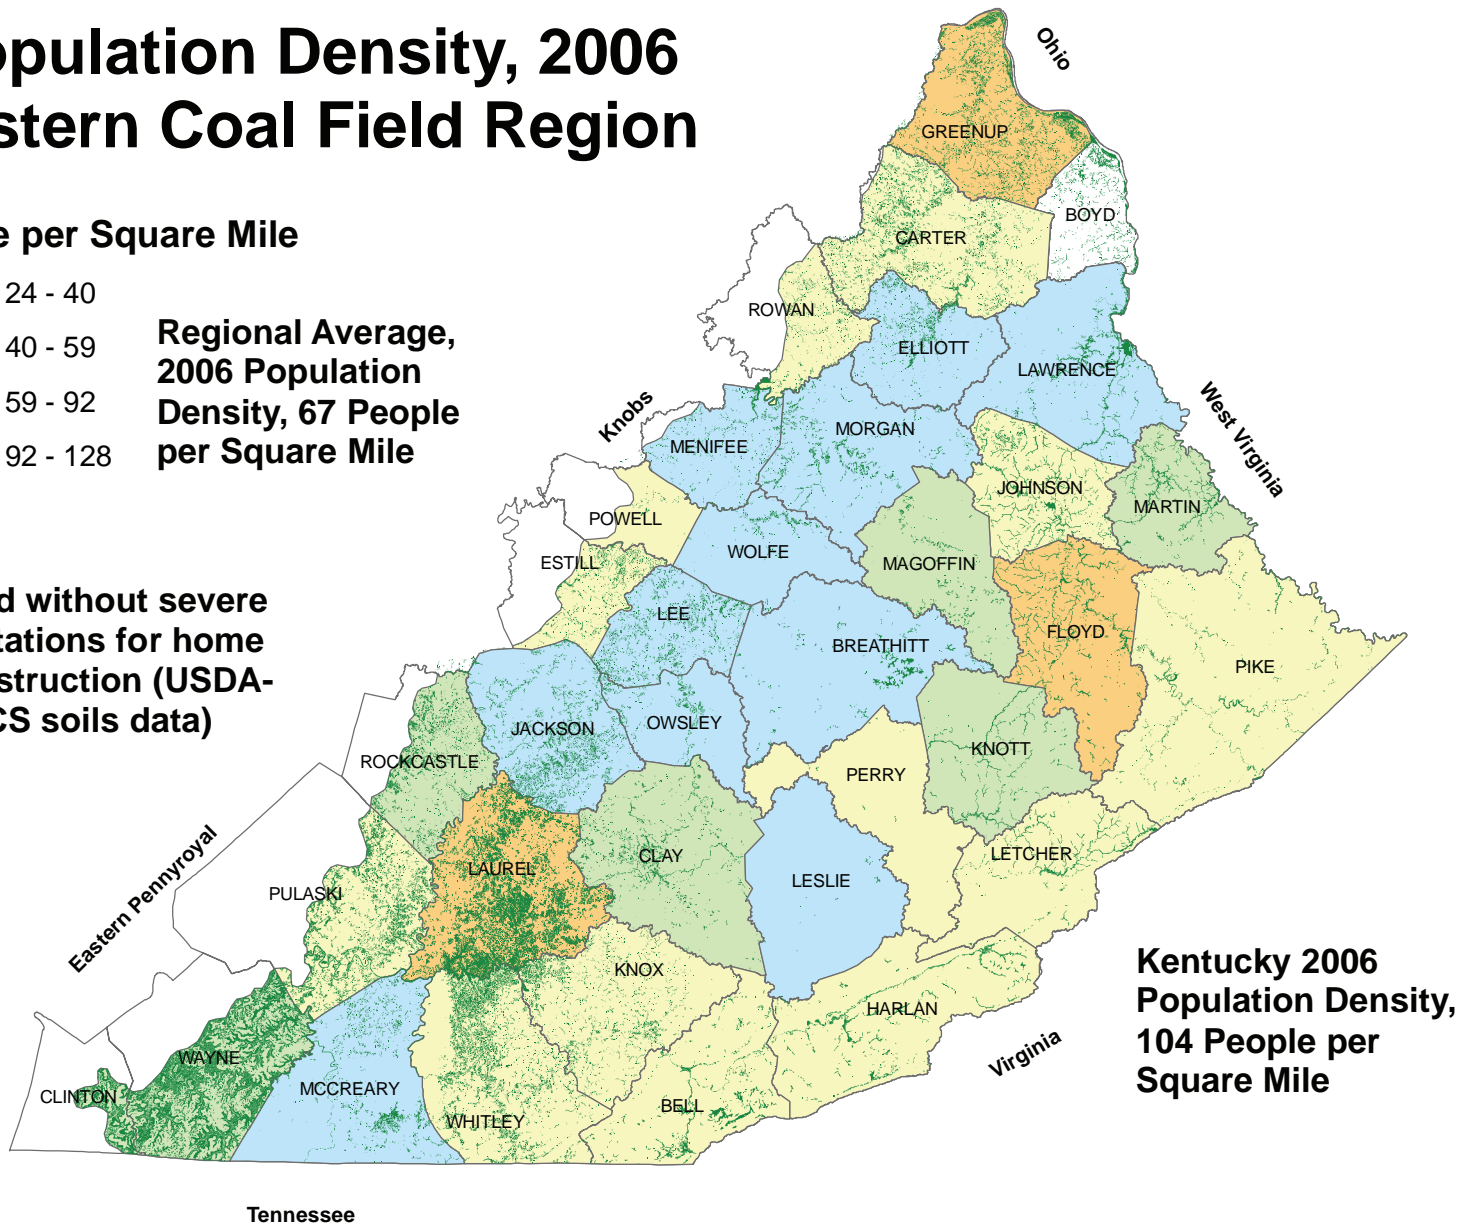 opulation Density, 2006
stern Coal Field Region
e per Square Mile
24 - 40
40 - 59
59 - 92
92 - 128
Regional Average,
2006 Population
Density, 67 People
per Square Mile
d without severe
tations for home
struction (USDA-
CS soils data)
Ohio
GREENUP
BOYD
CARTER
ROWAN
ELLIOTT
LAWRENCE
West Virginia
Knobs
MENIFEE
MORGAN
JOHNSON
MARTIN
POWELL
WOLFE
ESTILL
MAGOFFIN
LEE
FLOYD
BREATHITT
PIKE
JACKSON
OWSLEY
KNOTT
ROCKCASTLE
PERRY
Eastern Pennyroyal
CLAY
LETCHER
LAUREL
LESLIE
PULASKI
KNOX
HARLAN
Virginia
WAYNE
MCCREARY
CLINTON
BELL
WHITLEY
Kentucky 2006
Population Density,
104 People per
Square Mile
Tennessee